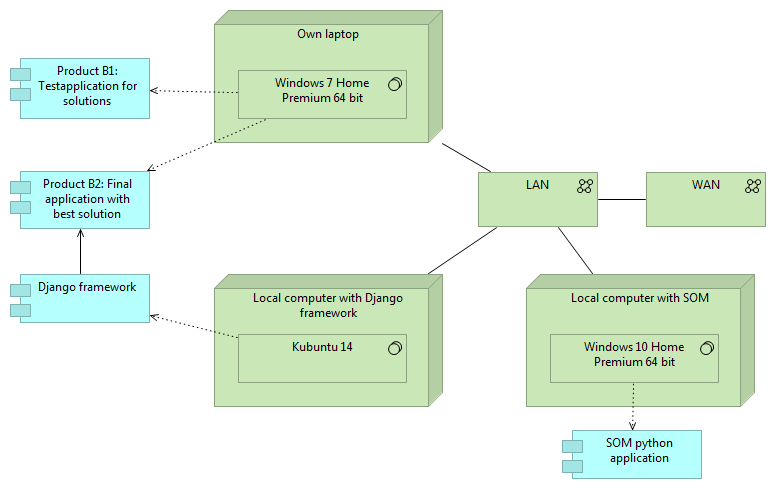 Own laptop
Windows 7 Home
Premium 64 bit
Product B1:
Testapplication for
solutions
Product B2: Final
application with
best solution
LAN
WAN
Django framework
Local computer with Django
framework
Kubuntu 14
Local computer with SOM
Windows 10 Home
Premium 64 bit
SOM python
application